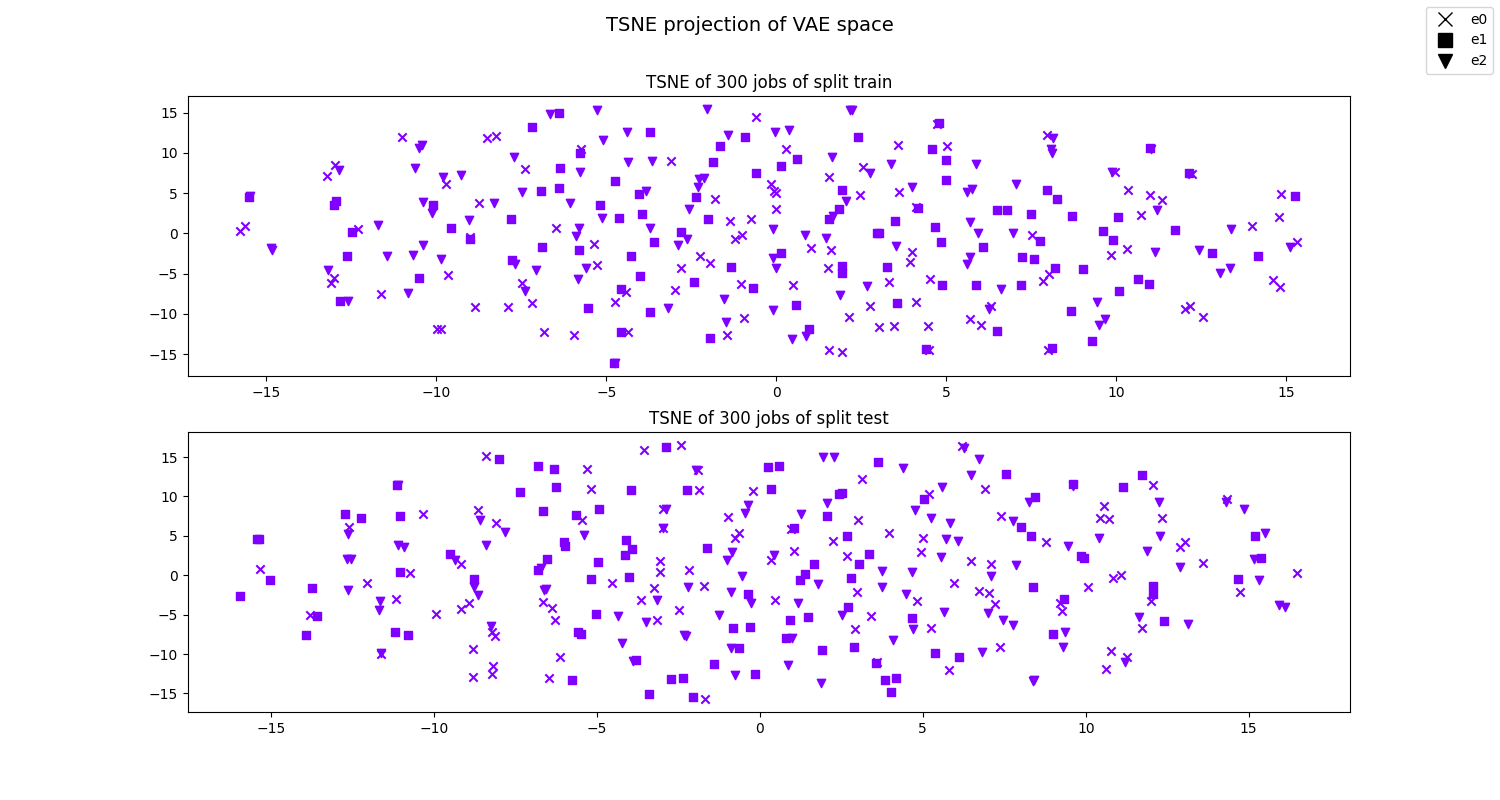 TSNE projection of VAE space
e0
e1
e2
TSNE of 300 jobs of split train
15
10
5
0
−5
−10
−15
−15 −10 −5 0 5 10 15
TSNE of 300 jobs of split test
15
10
5
0
−5
−10
−15
−15 −10 −5 0 5 10 15